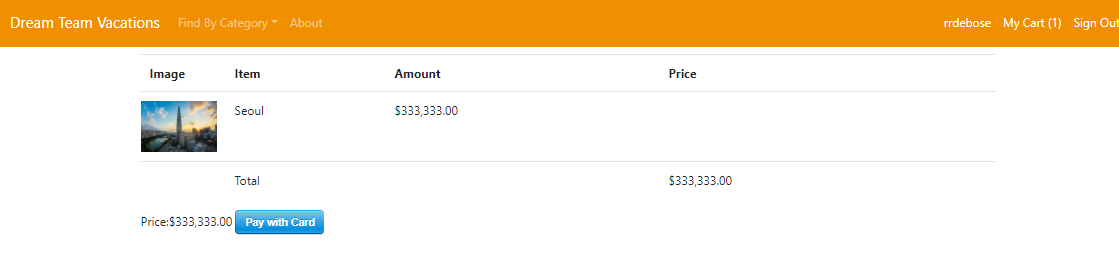 Dream Team Vacations Find By Category About rrdebose My Cart (1) Sign Out
Image Item Amount Price
Seoul $333,333.00
Total $333,333.00
Price:$333,333.00 Pay with Card